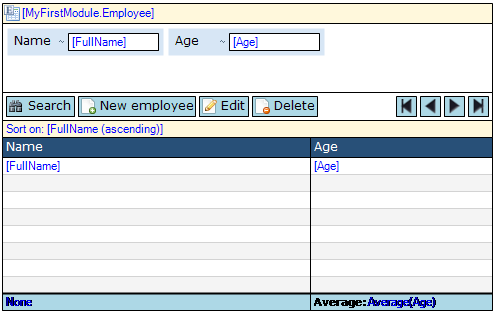 [MyFirstModule.Employee]
Name ~ [FullName] Age ~ [Age]
Search New employee Edit Delete
Sort on: [FullName (ascending)]
Name Age
[FullName] [Age]
None Average: Average(Age)